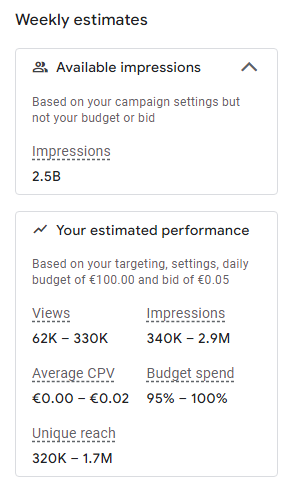 Weekly estimates
Available impressions
Based on your campaign settings but
not your budget or bid
Impressions
2.5B
Your estimated performance
Based on your targeting, settings, daily
budget of €100.00 and bid of €0.05
Views Impressions
62K – 330K 340K – 2.9M
Average CPV Budget spend
€0.00 – €0.02 95% – 100%
Unique reach
320K – 1.7M